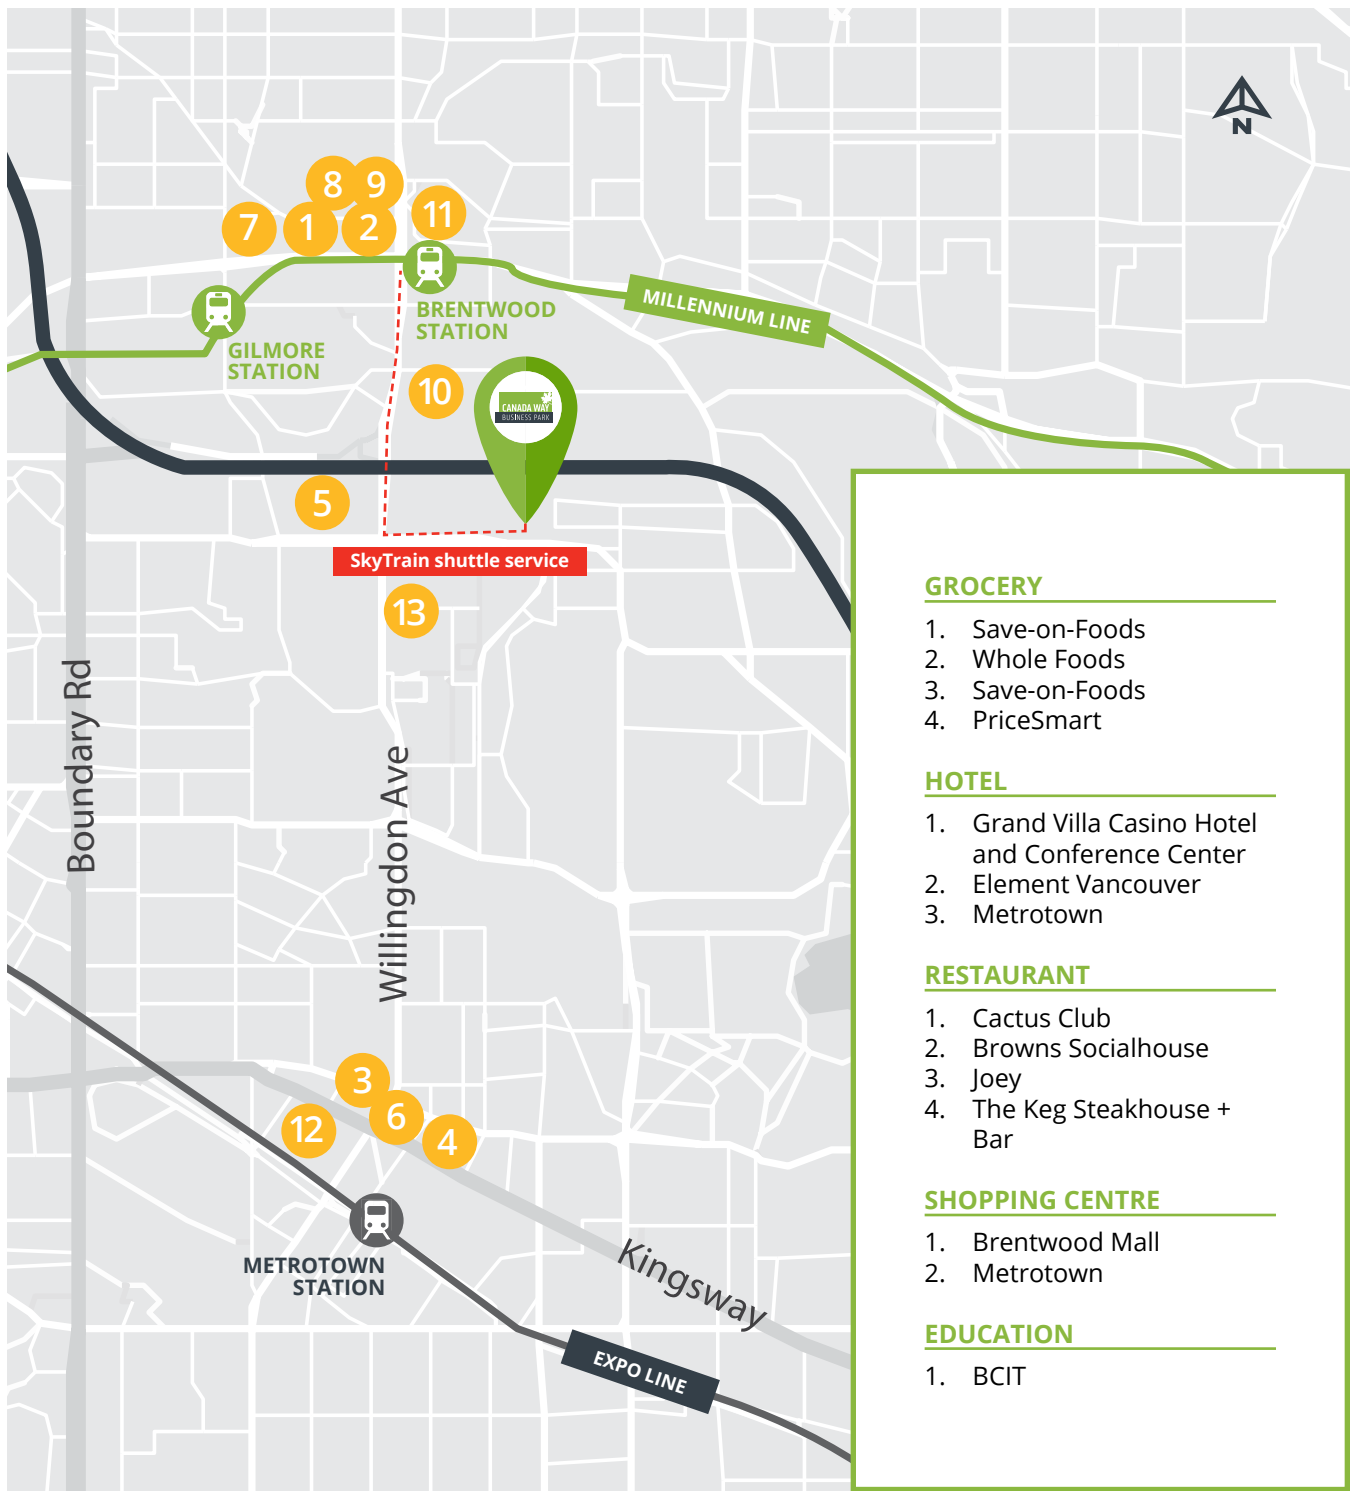 N
8
9
7
1
2
11
BRENTWOOD
STATION
MILLENNIUM LINE
GILMORE
STATION
10
CANADA WAY
BUSINESS PARK
5
SkyTrain shuttle service
13
Boundary Rd
Willingdon Ave
3
6
12
4
METROTOWN
STATION
Kingsway
EXPO LINE
GROCERY
1. Save-on-Foods
2. Whole Foods
3. Save-on-Foods
4. PriceSmart
HOTEL
1. Grand Villa Casino Hotel
and Conference Center
2. Element Vancouver
3. Metrotown
RESTAURANT
1. Cactus Club
2. Browns Socialhouse
3. Joey
4. The Keg Steakhouse +
Bar
SHOPPING CENTRE
1. Brentwood Mall
2. Metrotown
EDUCATION
1. BCIT